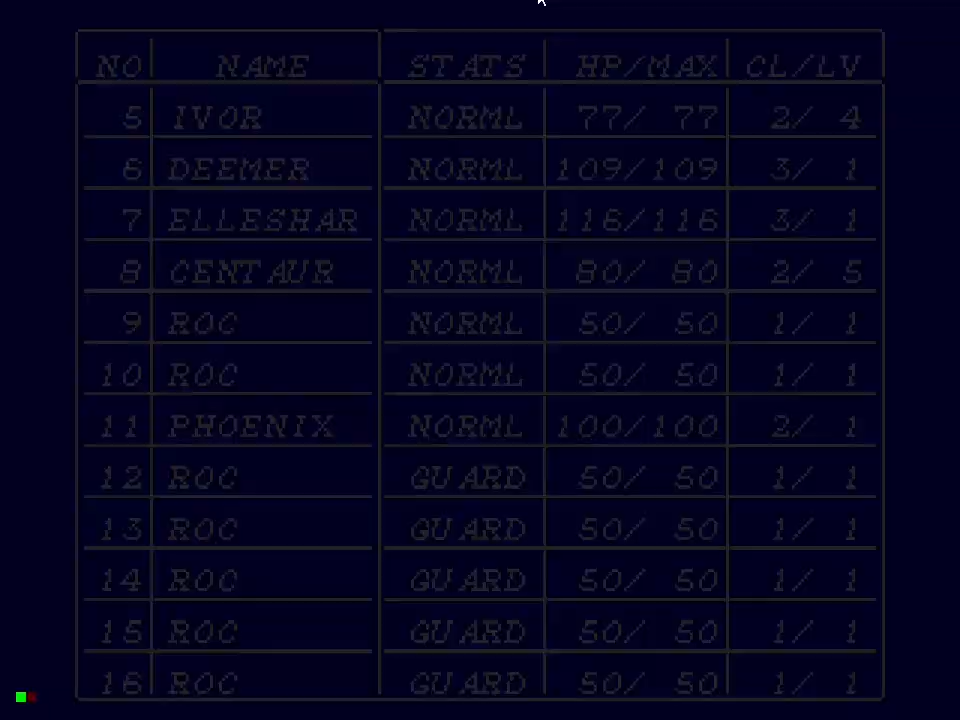 NO NAME STATS HP/MAX CL/LV
5 IVOR NORML 77/ 77 2/ 4
6 DEEMER NORML 109/109 3/ 1
7 ELLESHAR NORML 116/116 3/ 1
8 CENTAUR NORML 80/ 80 2/ 5
9 ROC NORML 50/ 50 1/ 1
10 ROC NORML 50/ 50 1/ 1
11 PHOENIX NORML 100/100 2/ 1
12 ROC GUARD 50/ 50 1/ 1
13 ROC GUARD 50/ 50 1/ 1
14 ROC GUARD 50/ 50 1/ 1
15 ROC GUARD 50/ 50 1/ 1
16 ROC GUARD 50/ 50 1/ 1